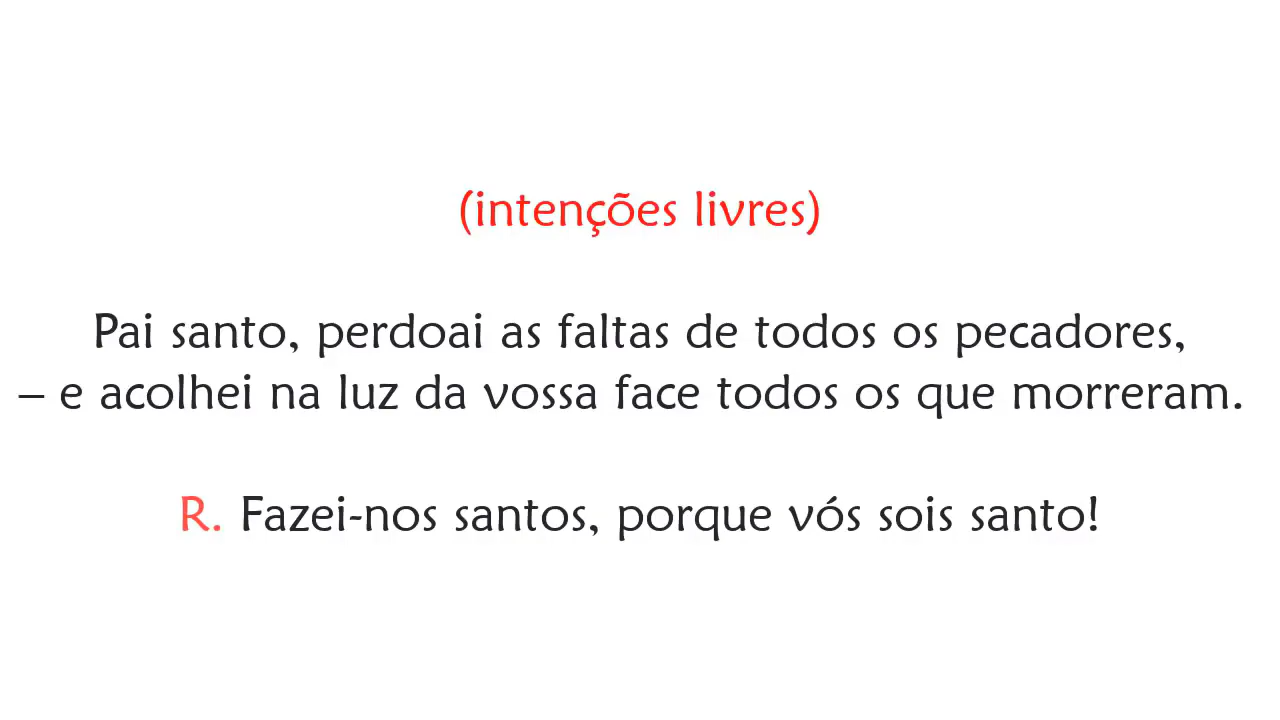 (intenções livres)
Pai santo, perdoai as faltas de todos os pecadores,
– e acolhei na luz da vossa face todos os que morreram.
R. Fazei-nos santos, porque vós sois santo!